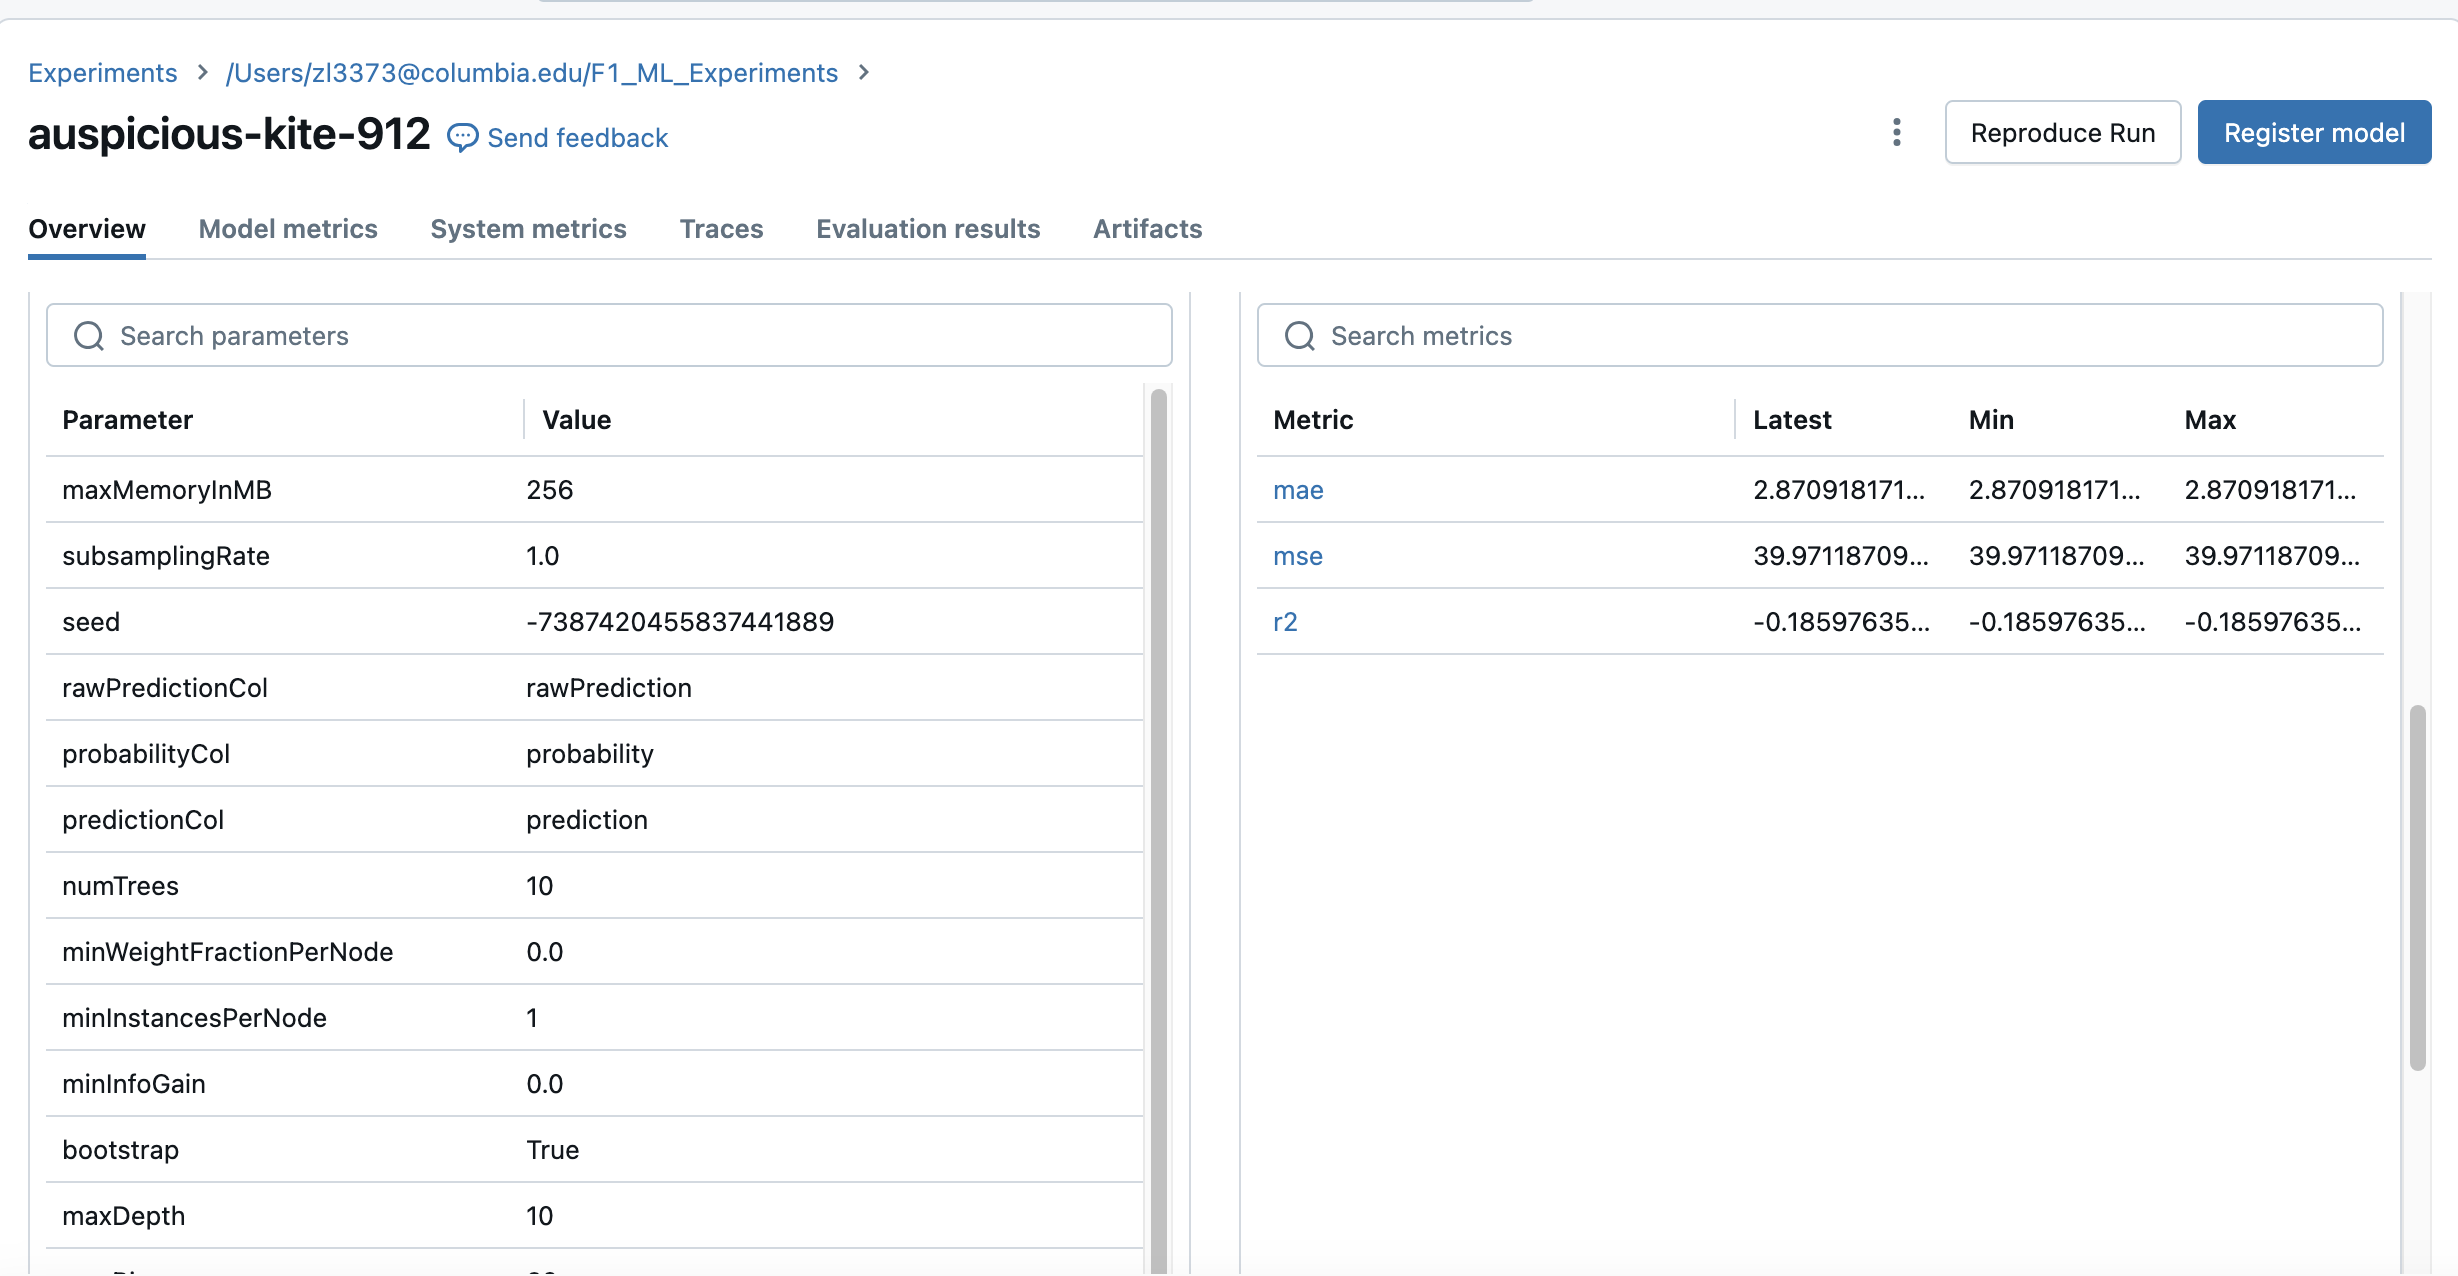 Experiments > /Users/zl3373@columbia.edu/F1_ML_Experiments >
auspicious-kite-912 Send feedback
Reproduce Run Register model
Overview Model metrics System metrics Traces Evaluation results Artifacts
Search parameters
Parameter Value
maxMemoryInMB 256
subsamplingRate 1.0
seed -7387420455837441889
rawPredictionCol rawPrediction
probabilityCol probability
predictionCol prediction
numTrees 10
minWeightFractionPerNode 0.0
minInstancesPerNode 1
minInfoGain 0.0
bootstrap True
maxDepth 10
Search metrics
Metric Latest Min Max
mae 2.870918171... 2.870918171... 2.870918171...
mse 39.97118709... 39.97118709... 39.97118709...
r2 -0.18597635... -0.18597635... -0.18597635...